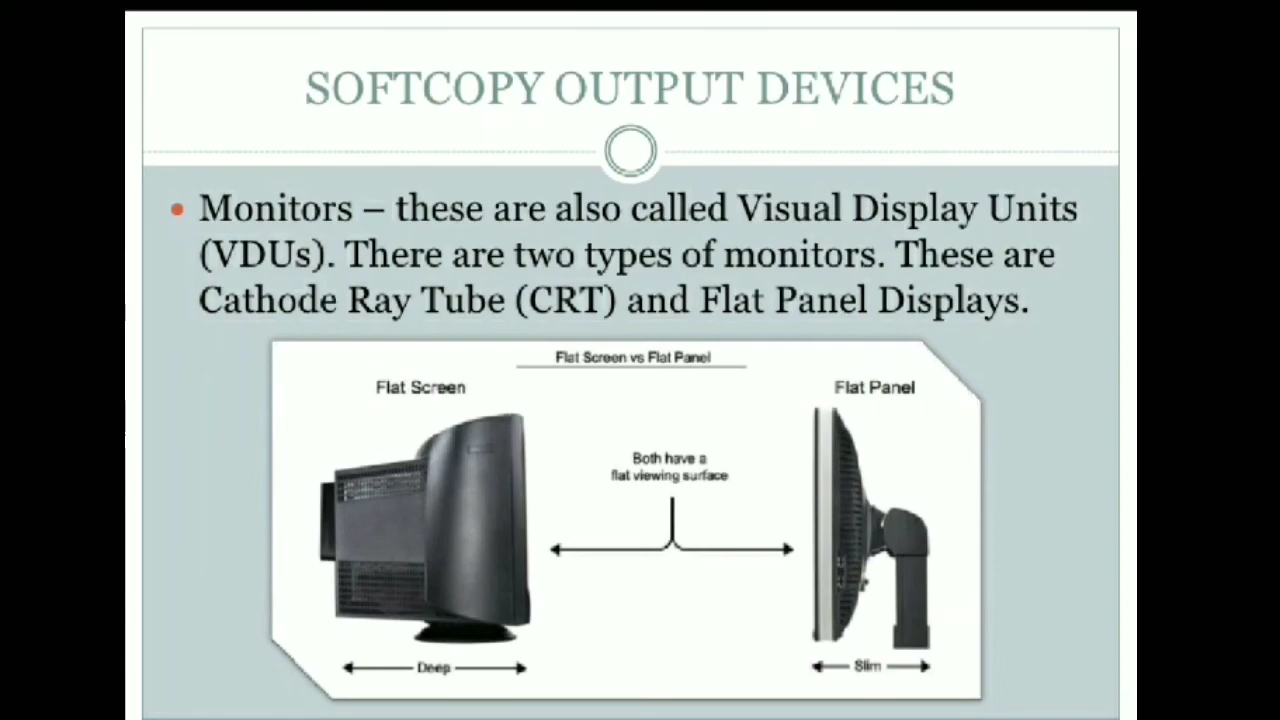 SOFTCOPY OUTPUT DEVICES
• Monitors – these are also called Visual Display Units
(VDUs). There are two types of monitors. These are
Cathode Ray Tube (CRT) and Flat Panel Displays.
Flat Screen vs Flat Panel
Flat Screen
Flat Panel
Both have a
flat viewing surface
Deep
Slim